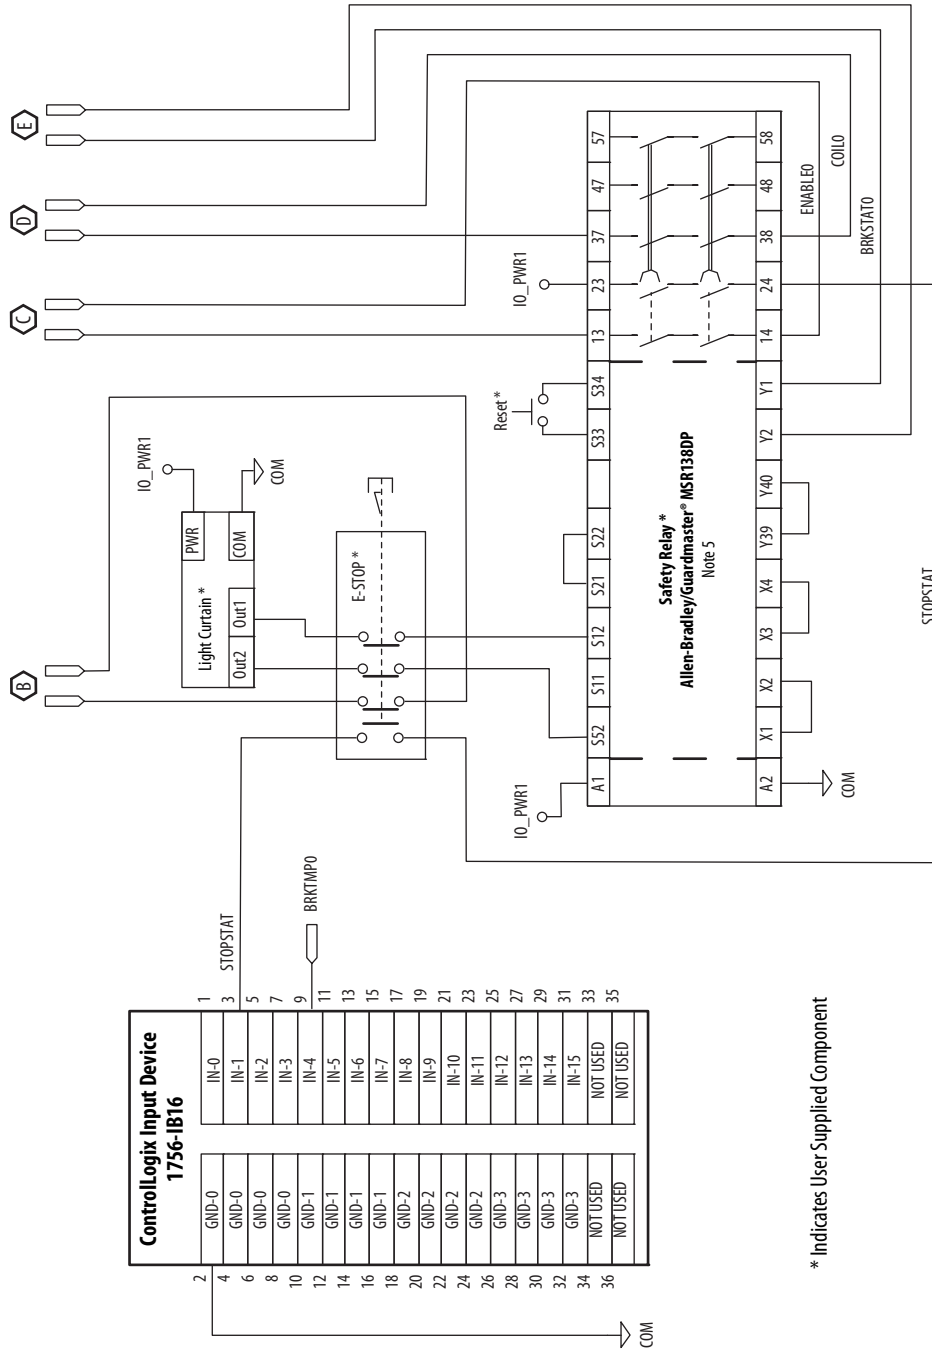 E
D
C
B
IO_PWR1
PWR
COM
COM
Light Curtain *
Out2
Out1
E-STOP *
Reset *
IO_PWR1
IO_PWR1
A1
S52
S11
S12
S21
S22
S33
S34
13
23
37
47
57
Safety Relay *
Allen-Bradley/Guardmaster® MSR138DP
Note 5
A2
X1
X2
X3
X4
Y39
Y40
Y2
Y1
14
24
38
48
58
COM
ENABLE0
COIL0
BRKSTAT0
STOPSTAT
STOPSTAT
BRKTMP0
ControlLogix Input Device
1756-IB16
2 GND-0 IN-0 1
4 GND-0 IN-1 3
6 GND-0 IN-2 5
8 GND-0 IN-3 7
10 GND-1 IN-4 9
12 GND-1 IN-5 11
14 GND-1 IN-6 13
16 GND-1 IN-7 15
18 GND-2 IN-8 17
20 GND-2 IN-9 19
22 GND-2 IN-10 21
24 GND-2 IN-11 23
26 GND-3 IN-12 25
28 GND-3 IN-13 27
30 GND-3 IN-14 29
32 GND-3 IN-15 31
34 NOT USED NOT USED 33
36 NOT USED NOT USED 35
COM
* Indicates User Supplied Component